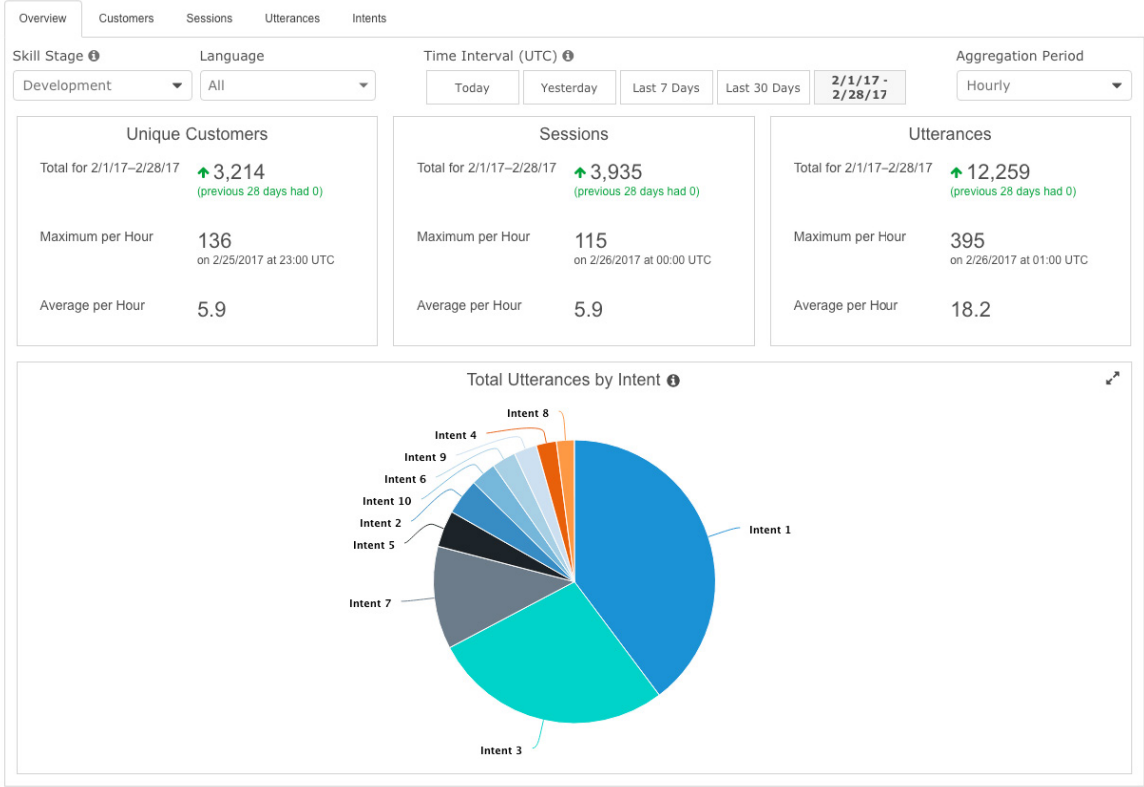 Overview Customers Sessions Utterances Intents
Skill Stage Language Time Interval (UTC) Aggregation Period
Development All Today Yesterday Last 7 Days Last 30 Days 2/1/17 - 2/28/17 Hourly
Unique Customers
Total for 2/1/17–2/28/17 3,214
(previous 28 days had 0)
Maximum per Hour 136
on 2/25/2017 at 23:00 UTC
Average per Hour 5.9
Sessions
Total for 2/1/17–2/28/17 3,935
(previous 28 days had 0)
Maximum per Hour 115
on 2/26/2017 at 00:00 UTC
Average per Hour 5.9
Utterances
Total for 2/1/17–2/28/17 12,259
(previous 28 days had 0)
Maximum per Hour 395
on 2/26/2017 at 01:00 UTC
Average per Hour 18.2
Total Utterances by Intent
Intent 8
Intent 4
Intent 9
Intent 6
Intent 10
Intent 2
Intent 1
Intent 5
Intent 7
Intent 3